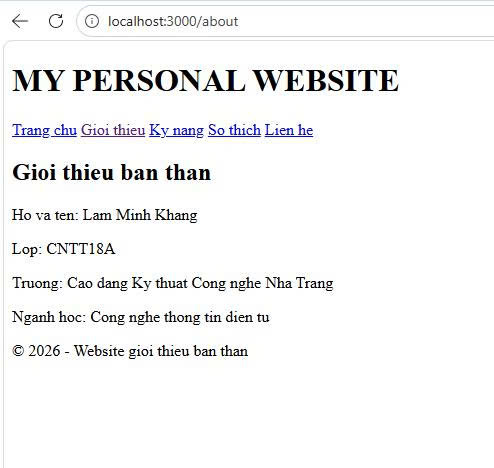 localhost:3000/about
MY PERSONAL WEBSITE
Trang chu Gioi thieu Ky nang So thich Lien he
Gioi thieu ban than
Ho va ten: Lam Minh Khang
Lop: CNTT18A
Truong: Cao dang Ky thuat Cong nghe Nha Trang
Nganh hoc: Cong nghe thong tin dien tu
© 2026 - Website gioi thieu ban than